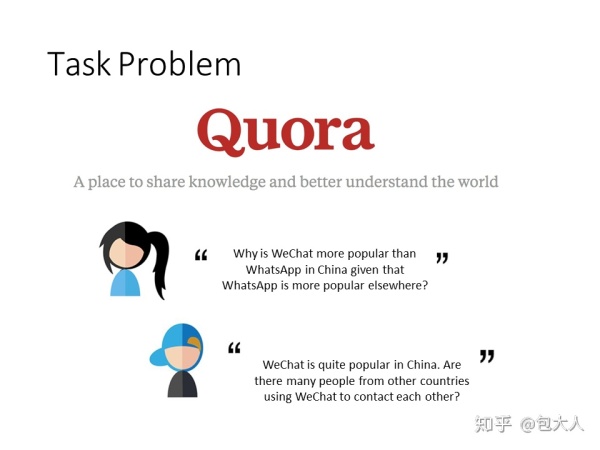 Task Problem
Quora
A place to share knowledge and better understand the world
“ Why is WeChat more popular than ”
WhatsApp in China given that
WhatsApp is more popular elsewhere?
“ WeChat is quite popular in China. Are ”
there many people from other countries
using WeChat to contact each other?
知乎 @包大人